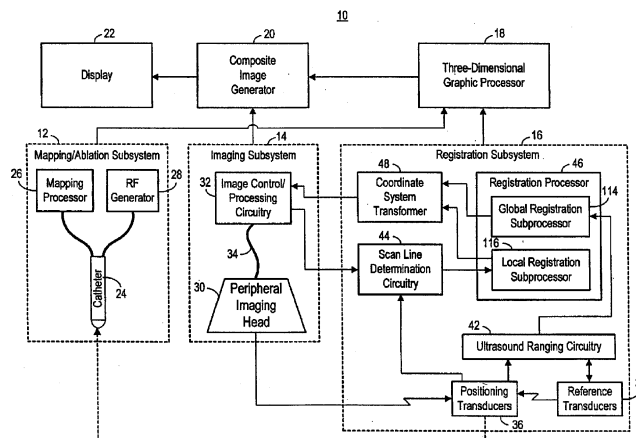 10
22
20
18
Display
Composite
Image
Generator
Three-Dimensional
Graphic Processor
12
14
16
Mapping/Ablation Subsystem
Imaging Subsystem
Registration Subsystem
26
Mapping
Processor
RF
Generator
28
32
Image Control/
Processing
Circuitry
48
Coordinate
System
Transformer
46
Registration Processor
114
Global Registration
Subprocessor
34
44
Scan Line
Determination
Circuitry
116
Local Registration
Subprocessor
Catheter
24
30
Peripheral
Imaging
Head
42
Ultrasound Ranging Circuitry
Positioning
Transducers
36
Reference
Transducers